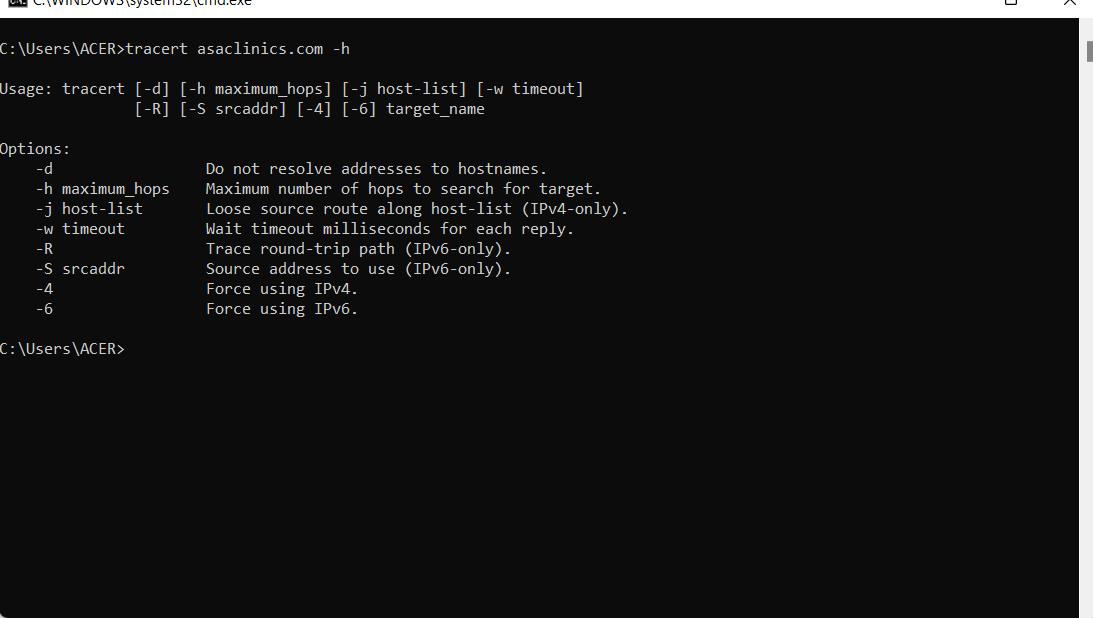 C:\WINDOWS\system32\cmd.exe
C:\Users\ACER>tracert asaclinics.com -h
Usage: tracert [-d] [-h maximum_hops] [-j host-list] [-w timeout]
               [-R] [-S srcaddr] [-4] [-6] target_name
Options:
    -d                 Do not resolve addresses to hostnames.
    -h maximum_hops    Maximum number of hops to search for target.
    -j host-list       Loose source route along host-list (IPv4-only).
    -w timeout         Wait timeout milliseconds for each reply.
    -R                 Trace round-trip path (IPv6-only).
    -S srcaddr         Source address to use (IPv6-only).
    -4                 Force using IPv4.
    -6                 Force using IPv6.
C:\Users\ACER>